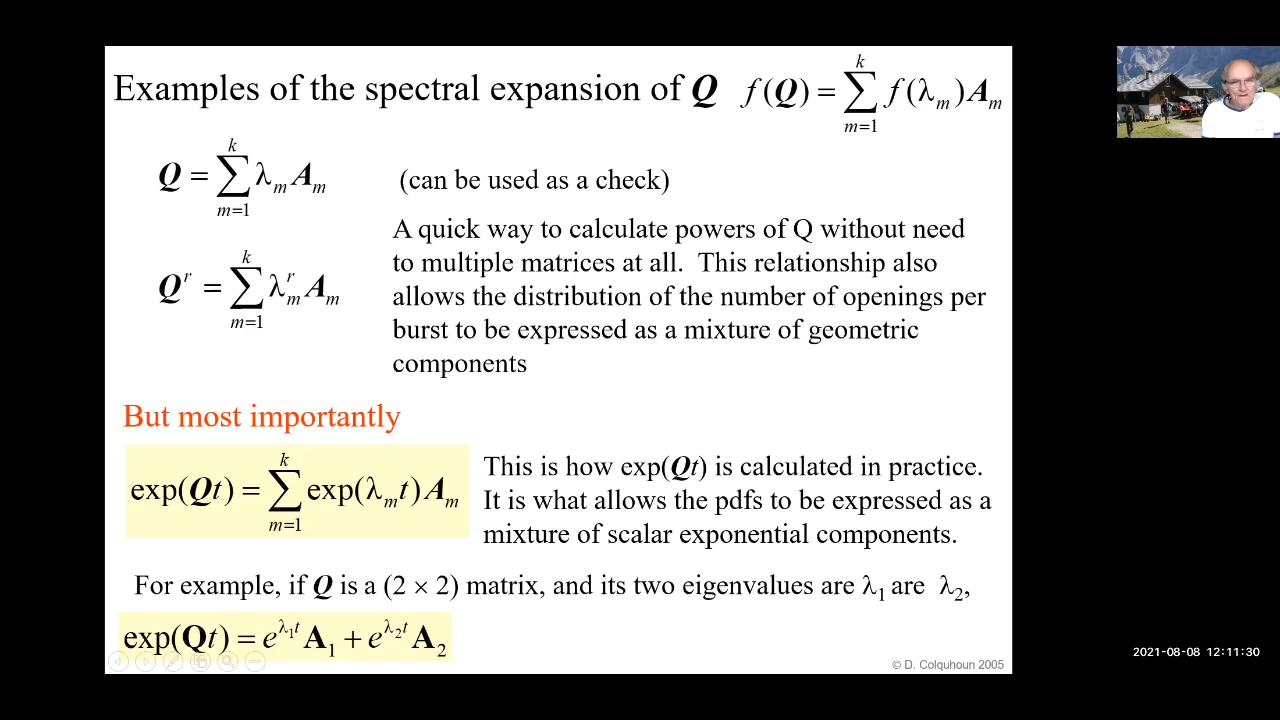 Examples of the spectral expansion of Q f(Q) = ∑_{m=1}^{k} f(λ_m) A_m
Q = ∑_{m=1}^{k} λ_m A_m
(can be used as a check)
Q^r = ∑_{m=1}^{k} λ_m^r A_m
A quick way to calculate powers of Q without need
to multiple matrices at all. This relationship also
allows the distribution of the number of openings per
burst to be expressed as a mixture of geometric
components
But most importantly
exp(Qt) = ∑_{m=1}^{k} exp(λ_m t) A_m
This is how exp(Qt) is calculated in practice.
It is what allows the pdfs to be expressed as a
mixture of scalar exponential components.
For example, if Q is a (2 × 2) matrix, and its two eigenvalues are λ₁ are λ₂,
exp(Qt) = e^{λ₁t} A₁ + e^{λ₂t} A₂
© D. Colquhoun 2005
2021-08-08 12:11:30